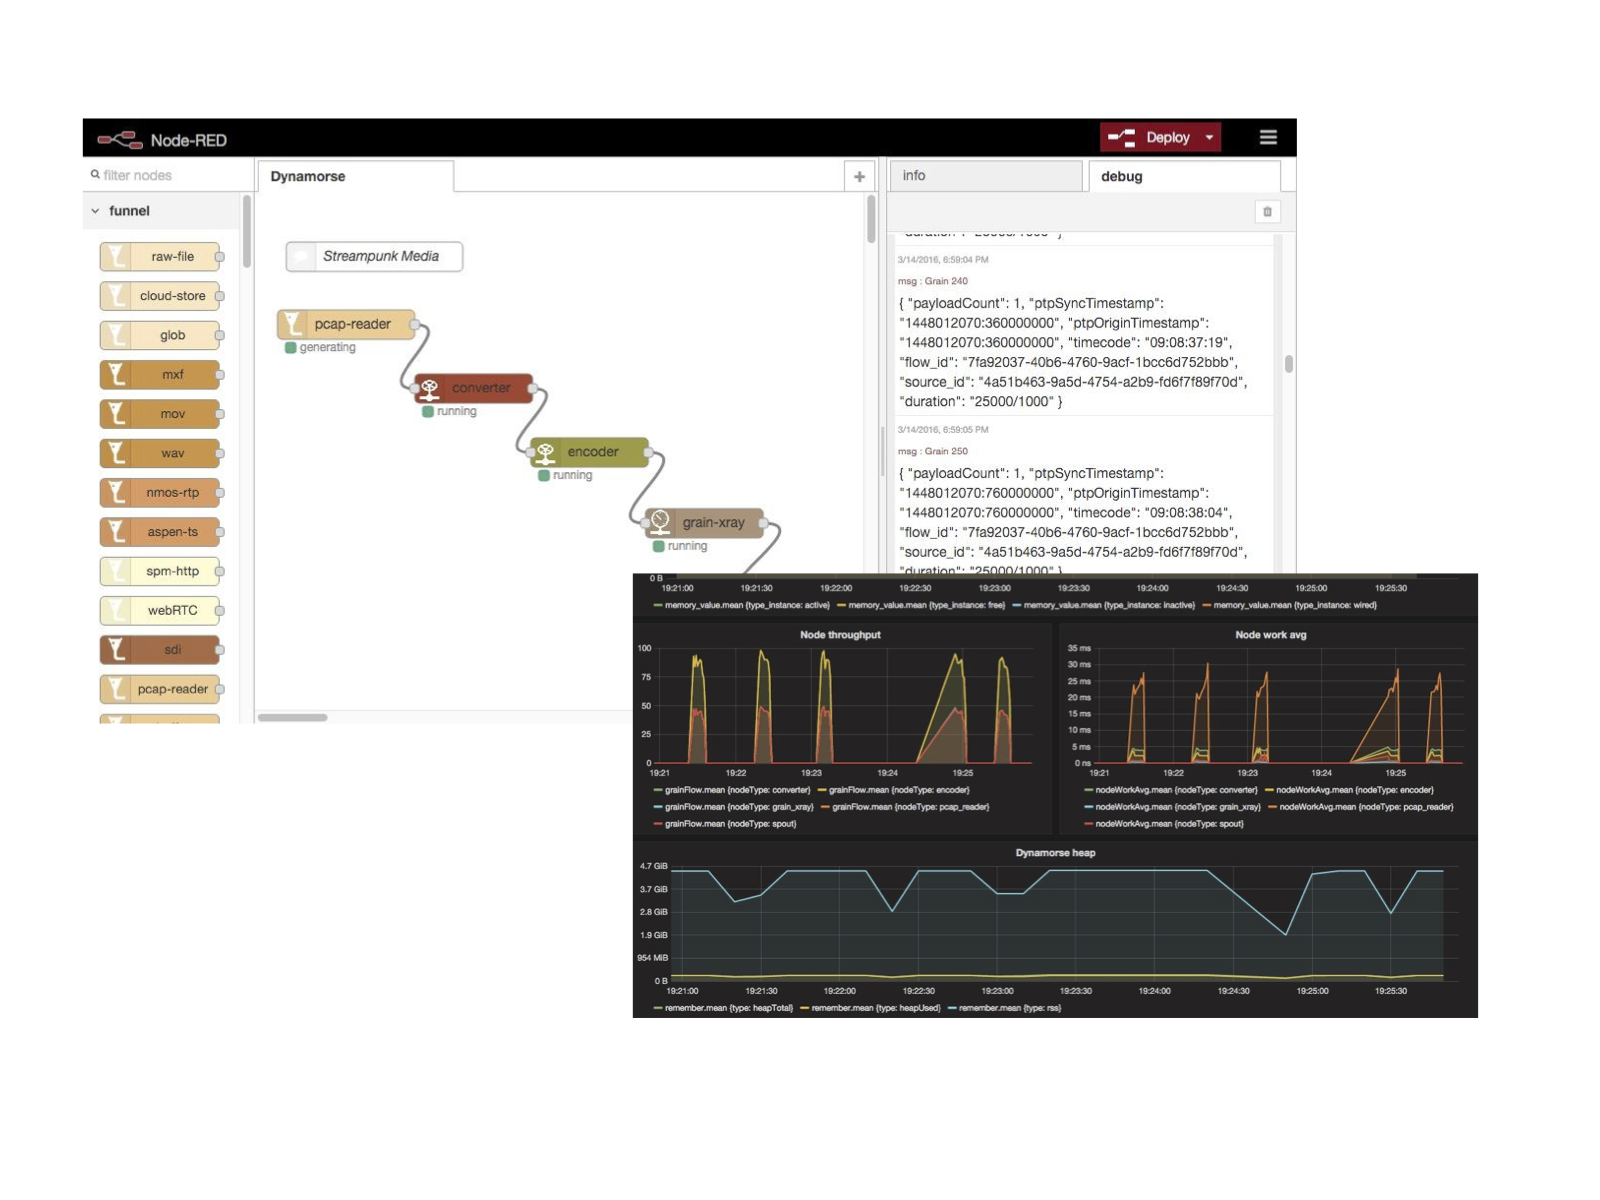 Node-RED
Deploy
filter nodes
Dynamorse
+
info
debug
funnel
raw-file
cloud-store
glob
mxf
mov
wav
nmos-rtp
aspen-ts
spm-http
webRTC
sdi
pcap-reader
Streampunk Media
pcap-reader
generating
converter
running
encoder
running
grain-xray
running
3/14/2016, 6:59:04 PM
msg : Grain 240
{ "payloadCount": 1, "ptpSyncTimestamp":
"1448012070:360000000", "ptpOriginTimestamp":
"1448012070:360000000", "timecode": "09:08:37:19",
"flow_id": "7fa92037-40b6-4760-9acf-1bcc6d752bbb",
"source_id": "4a51b463-9a5d-4754-a2b9-fd6f7f89f70d",
"duration": "25000/1000" }
3/14/2016, 6:59:05 PM
msg : Grain 250
{ "payloadCount": 1, "ptpSyncTimestamp":
"1448012070:760000000", "ptpOriginTimestamp":
"1448012070:760000000", "timecode": "09:08:38:04",
"flow_id": "7fa92037-40b6-4760-9acf-1bcc6d752bbb",
"source_id": "4a51b463-9a5d-4754-a2b9-fd6f7f89f70d",
"duration": "25000/1000" }
0 B
19:21:00 19:21:30 19:22:00 19:22:30 19:23:00 19:23:30 19:24:00 19:24:30 19:25:00 19:25:30
memory_value.mean {type_instance: active} memory_value.mean {type_instance: free} memory_value.mean {type_instance: inactive} memory_value.mean {type_instance: wired}
Node throughput
100
75
50
25
0
19:21 19:22 19:23 19:24 19:25
grainFlow.mean {nodeType: converter} grainFlow.mean {nodeType: encoder}
grainFlow.mean {nodeType: grain_xray} grainFlow.mean {nodeType: pcap_reader}
grainFlow.mean {nodeType: spout}
Node work avg
35 ms
30 ms
25 ms
20 ms
15 ms
10 ms
5 ms
0 ns
19:21 19:22 19:23 19:24 19:25
nodeWorkAvg.mean {nodeType: converter} nodeWorkAvg.mean {nodeType: encoder}
nodeWorkAvg.mean {nodeType: grain_xray} nodeWorkAvg.mean {nodeType: pcap_reader}
nodeWorkAvg.mean {nodeType: spout}
Dynamorse heap
4.7 GiB
3.7 GiB
2.8 GiB
1.9 GiB
954 MiB
0 B
19:21:00 19:21:30 19:22:00 19:22:30 19:23:00 19:23:30 19:24:00 19:24:30 19:25:00 19:25:30
remember.mean {type: heapTotal} remember.mean {type: heapUsed} remember.mean {type: rss}